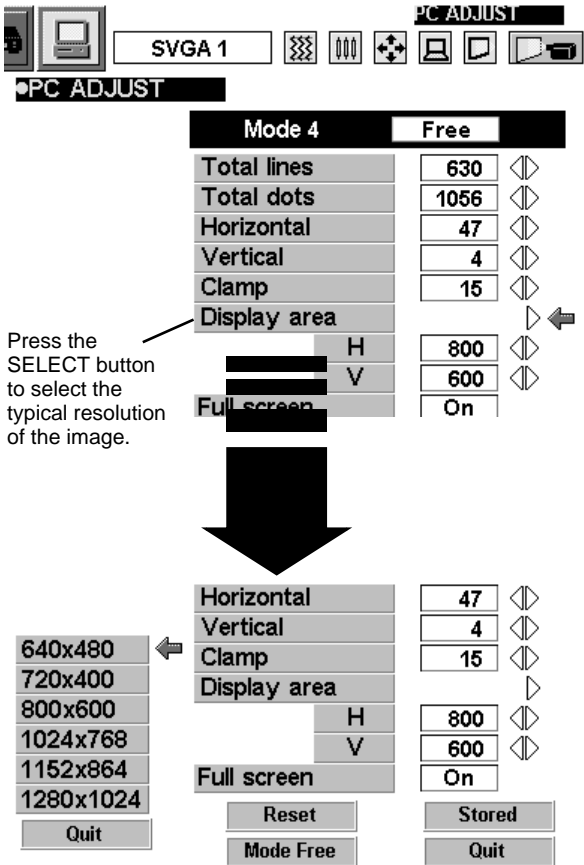 PC ADJUST
SVGA 1
●PC ADJUST
Mode 4 Free
Total lines 630
Total dots 1056
Horizontal 47
Vertical 4
Clamp 15
Display area
H 800
V 600
Full screen On
Press the
SELECT button
to select the
typical resolution
of the image.
Horizontal 47
Vertical 4
Clamp 15
Display area
H 800
V 600
Full screen On
640x480
720x400
800x600
1024x768
1152x864
1280x1024
Quit
Reset Stored
Mode Free Quit